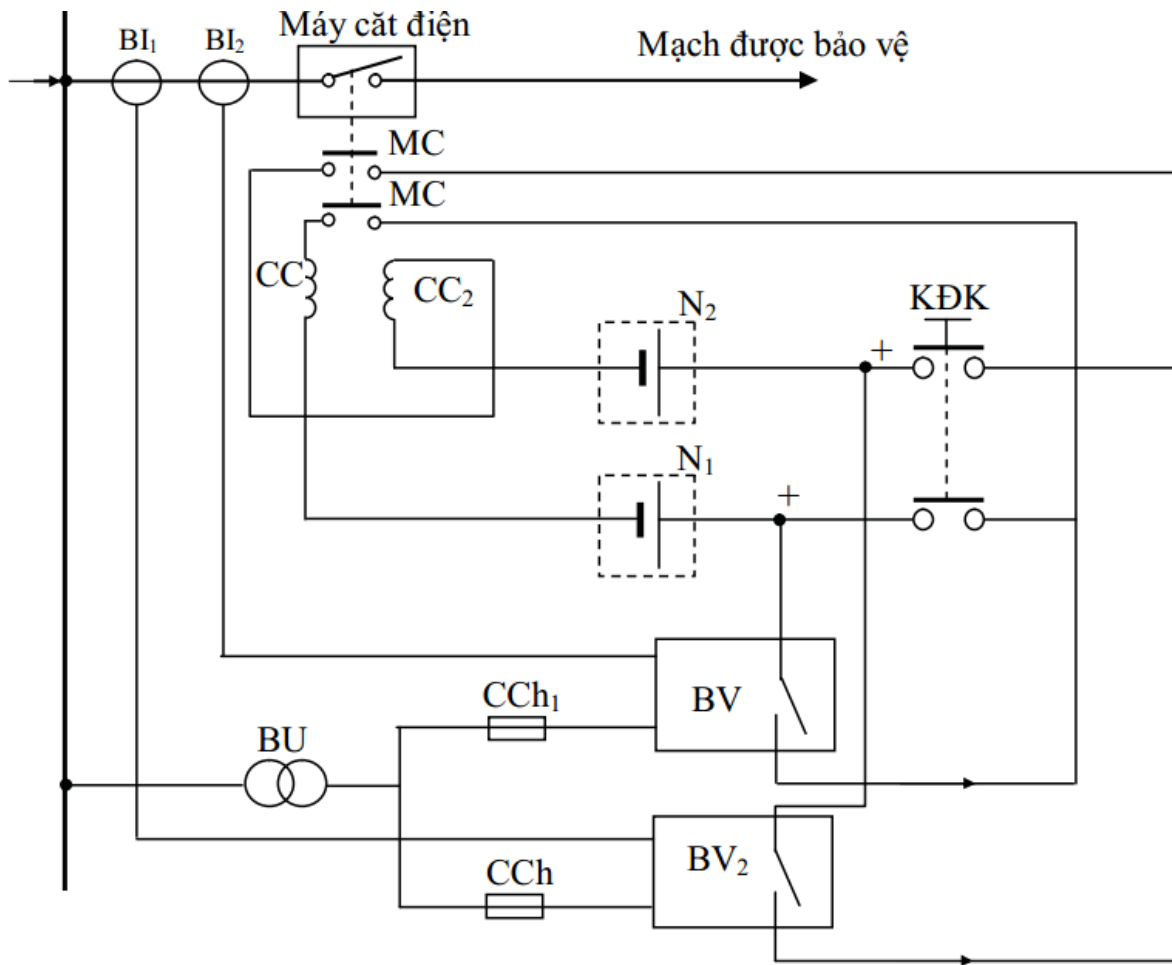 Máy căt điện
BI₁
BI₂
Mạch được bảo vệ
MC
MC
CC
CC₂
N₂
KĐK
+
N₁
+
BV
CCh₁
BU
BV₂
CCh